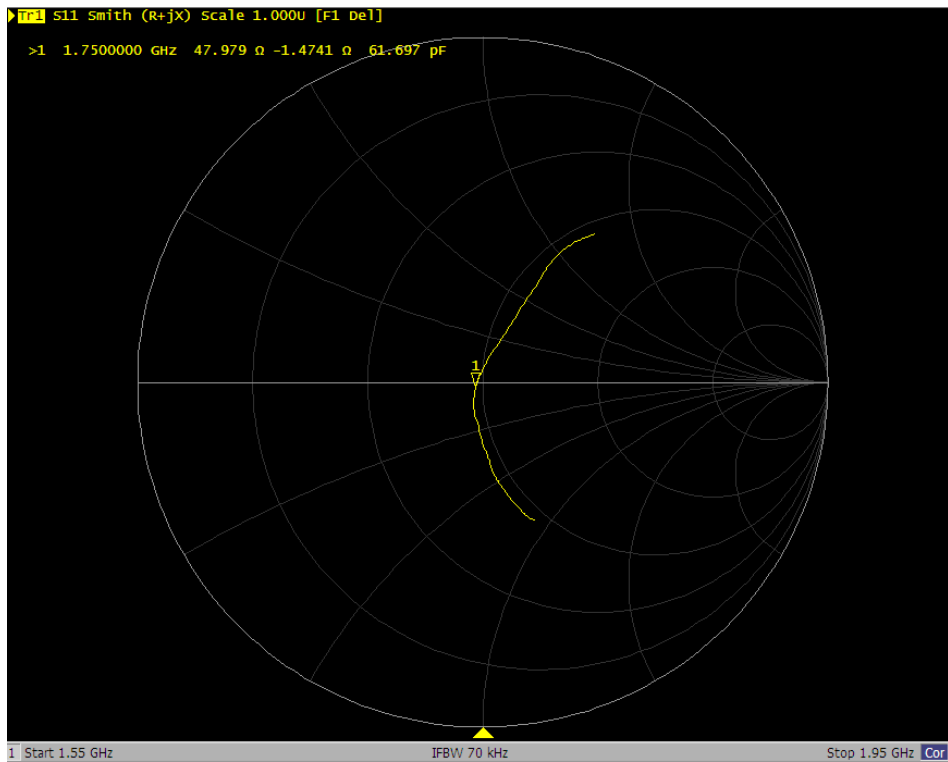 Tr1 S11 Smith (R+jX) Scale 1.000U [F1 Del]
>1 1.7500000 GHz 47.979 Ω -1.4741 Ω 61.697 pF
1
1 Start 1.55 GHz IFBW 70 kHz Stop 1.95 GHz Cor